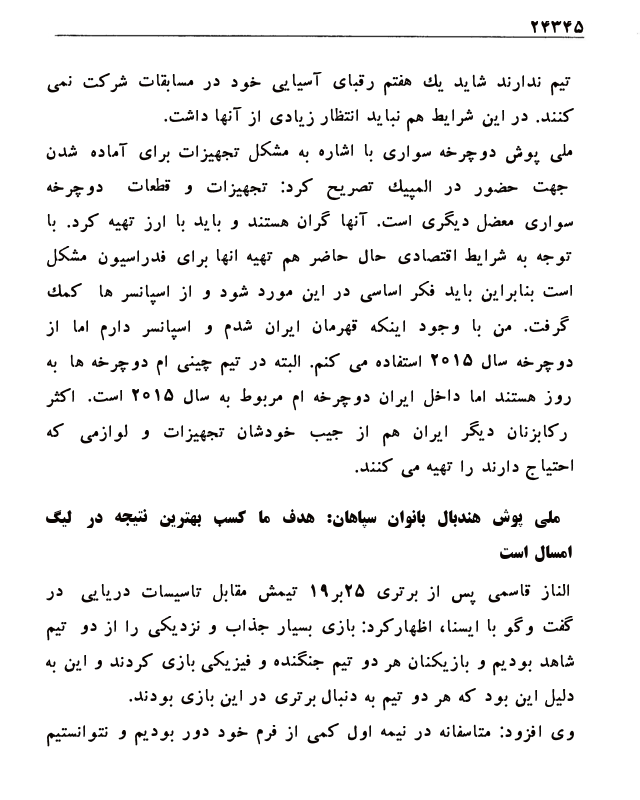 ۲۴۳۴۵
تیم ندارند شاید یك هفتم رقبای آسیایی خود در مسابقات شرکت نمی
کنند. در این شرایط هم نباید انتظار زیادی از آنها داشت.
ملی پوش دوچرخه سواری با اشاره به مشکل تجهیزات برای آماده شدن
جهت حضور در المپیك تصریح کرد: تجهیزات و قطعات دوچرخه
سواری معضل دیگری است. آنها گران هستند و باید با ارز تهیه کرد. با
توجه به شرایط اقتصادی حال حاضر هم تهیه انها برای فدراسیون مشکل
است بنابراین باید فکر اساسی در این مورد شود و از اسپانسر ها کمك
گرفت. من با وجود اینکه قهرمان ایران شدم و اسپانسر دارم اما از
دوچرخه سال ۲۰۱۵ استفاده می کنم. البته در تیم چینی ام دوچرخه ها به
روز هستند اما داخل ایران دوچرخه ام مربوط به سال ۲۰۱۵ است. اکثر
رکابزنان دیگر ایران هم از جیب خودشان تجهیزات و لوازمی که
احتیاج دارند را تهیه می کنند.
ملی پوش هندبال بانوان سپاهان: هدف ما کسب بهترین نتیجه در لیگ
امسال است
الناز قاسمی پس از برتری ۲۵بر۱۹ تیمش مقابل تاسیسات دریایی در
گفت وگو با ایسنا، اظهارکرد: بازی بسیار جذاب و نزدیکی را از دو تیم
شاهد بودیم و بازیکنان هر دو تیم جنگنده و فیزیکی بازی کردند و این به
دلیل این بود که هر دو تیم به دنبال برتری در این بازی بودند.
وی افزود: متاسفانه در نیمه اول کمی از فرم خود دور بودیم و نتوانستیم